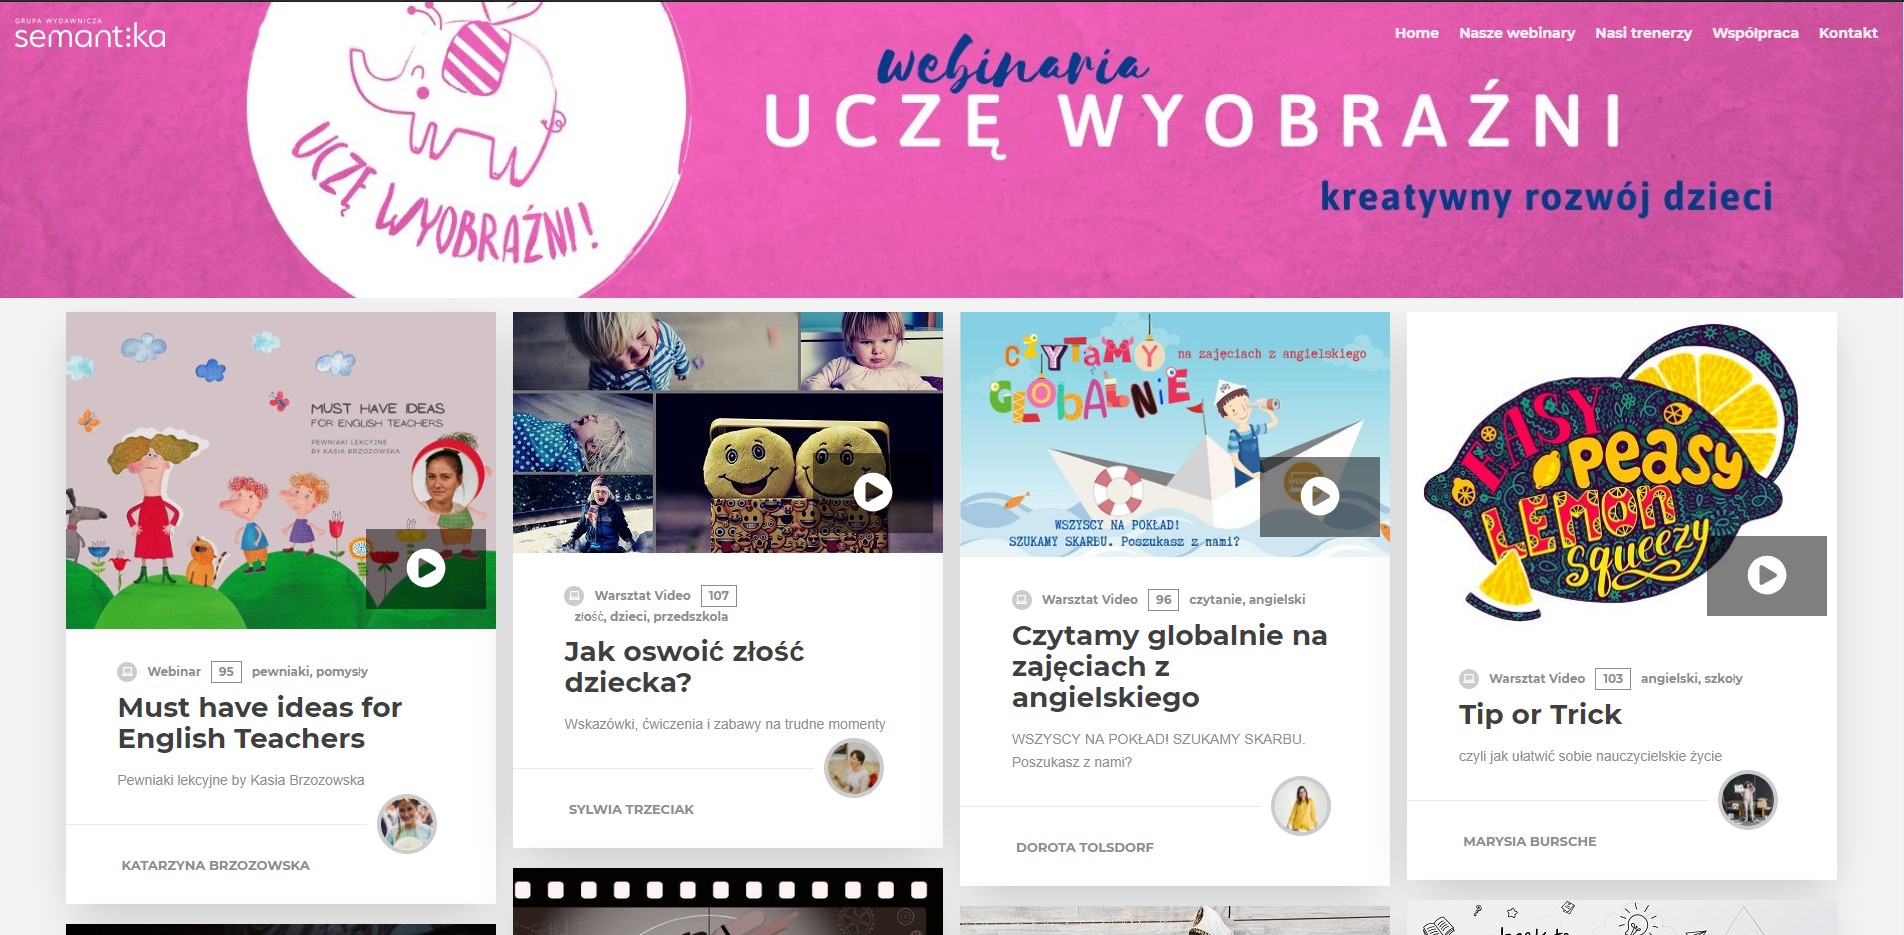 GRUPA WYDAWNICZA
semantika
Home Nasze webinary Nasi trenerzy Współpraca Kontakt
UCZĘ WYOBRAŹNI!
webinaria
UCZĘ WYOBRAŹNI
kreatywny rozwój dzieci
MUST HAVE IDEAS
FOR ENGLISH TEACHERS
PEWNIAKI LEKCYJNE
BY KASIA BRZOZOWSKA
Webinar 95 pewniaki, pomysły
Must have ideas for
English Teachers
Pewniaki lekcyjne by Kasia Brzozowska
KATARZYNA BRZOZOWSKA
Warsztat Video 107
złość, dzieci, przedszkola
Jak oswoić złość
dziecka?
Wskazówki, ćwiczenia i zabawy na trudne momenty
SYLWIA TRZECIAK
CZYTAMY na zajęciach z angielskiego
GLOBALNIE
WSZYSCY NA POKŁAD!
SZUKAMY SKARBU. Poszukasz z nami?
Warsztat Video 96 czytanie, angielski
Czytamy globalnie na
zajęciach z
angielskiego
WSZYSCY NA POKŁAD! SZUKAMY SKARBU.
Poszukasz z nami?
DOROTA TOLSDORF
EASY
peasy
LEMON
squeezy
Warsztat Video 103 angielski, szkoły
Tip or Trick
czyli jak ułatwić sobie nauczycielskie życie
MARYSIA BURSCHE